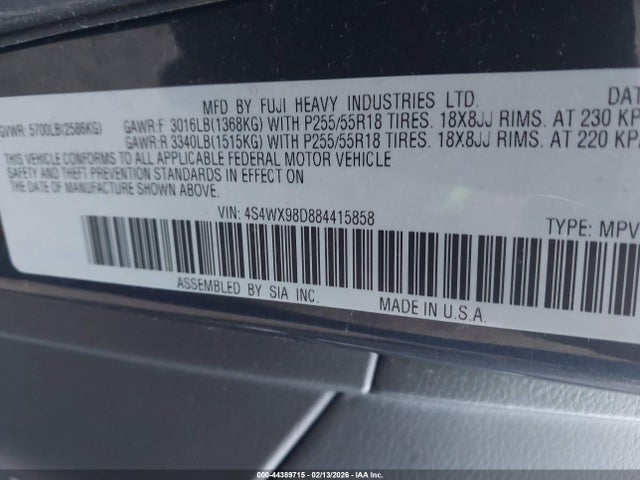 MFD BY FUJI HEAVY INDUSTRIES LTD. DAT
GVWR: 5700LB(2586KG) GAWR:F 3016LB(1368KG) WITH P255/55R18 TIRES. 18X8JJ RIMS. AT 230 KP
GAWR:R 3340LB(1515KG) WITH P255/55R18 TIRES. 18X8JJ RIMS. AT 220 KP
THIS VEHICLE CONFORMS TO ALL APPLICABLE FEDERAL MOTOR VEHICLE
SAFETY AND THEFT PREVENTION STANDARDS IN EFFECT
ON THE DATE OF MANUFACTURE SHOWN ABOVE.
VIN: 4S4WX98D884415858 TYPE: MPV
ASSEMBLED BY SIA INC. MADE IN U.S.A.
000-44389715 - 02/13/2026 - IAA Inc.